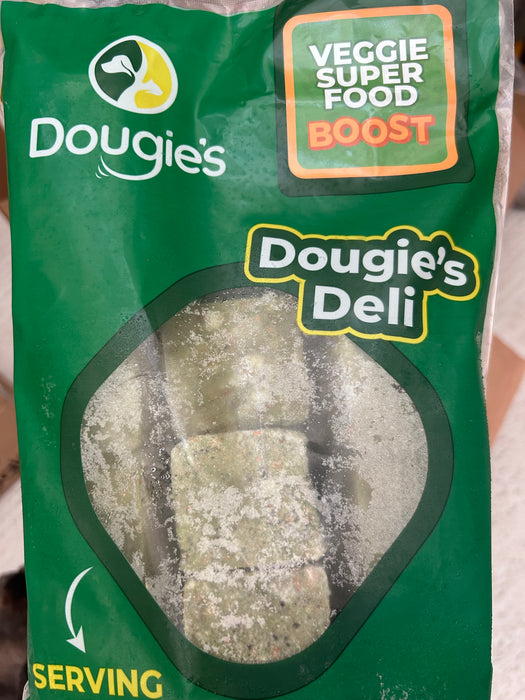 Dougie's
VEGGIE
SUPER
FOOD
BOOST
Dougie's
Deli
SERVING